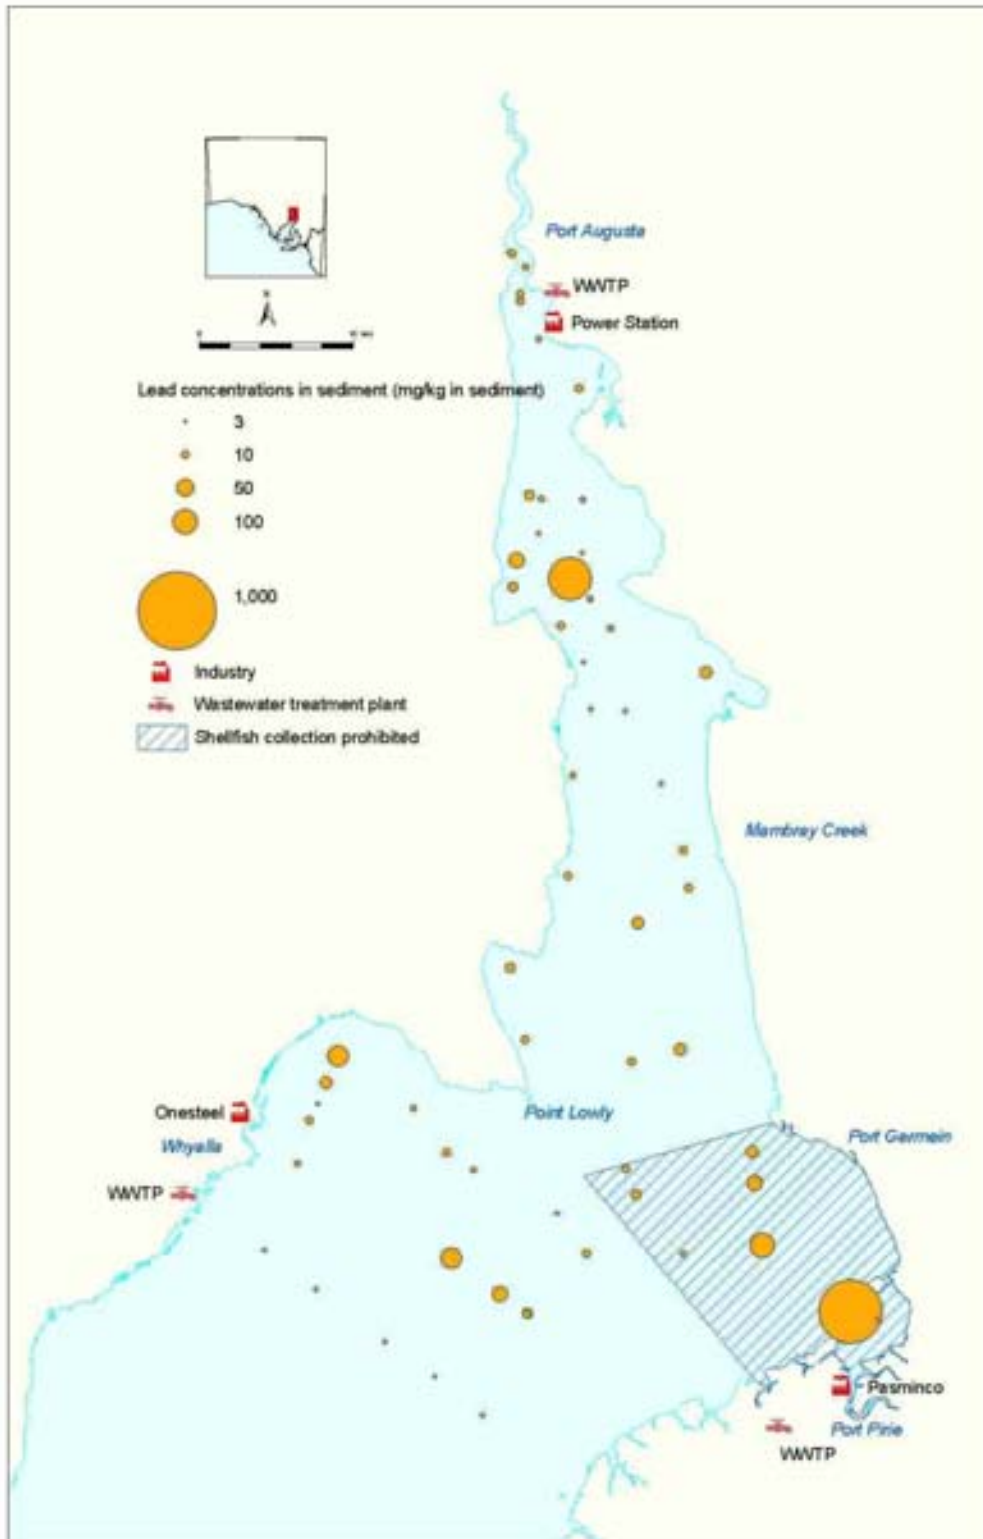 Port Augusta
WWTP
Power Station
Lead concentrations in sediment (mg/kg in sediment)
3
10
50
100
1,000
Industry
Wastewater treatment plant
Shellfish collection prohibited
Mambray Creek
Onesteel
Point Lowly
Port Germein
Whyalla
WWTP
Pasminco
Port Pirie
WWTP